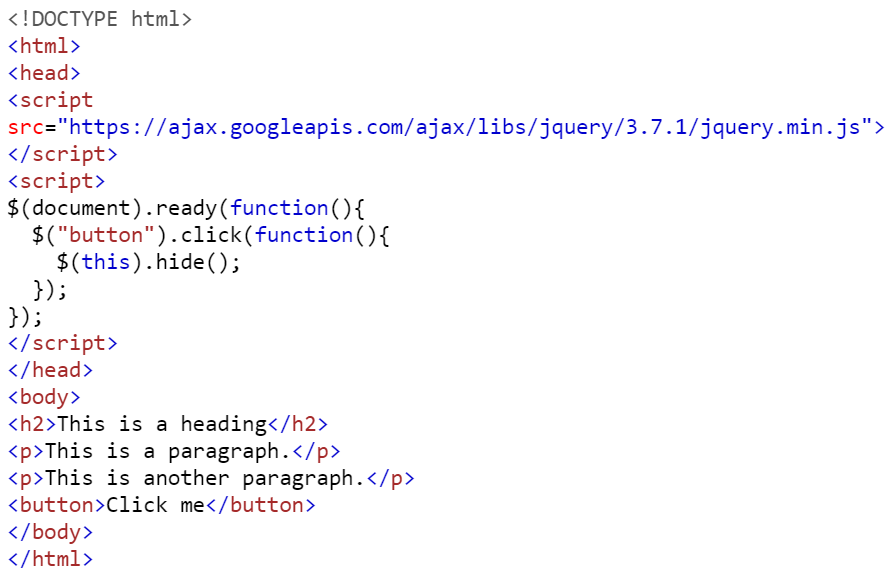 <!DOCTYPE html>
<html>
<head>
<script
src="https://ajax.googleapis.com/ajax/libs/jquery/3.7.1/jquery.min.js">
</script>
<script>
$(document).ready(function(){
  $("button").click(function(){
    $(this).hide();
  });
});
</script>
</head>
<body>
<h2>This is a heading</h2>
<p>This is a paragraph.</p>
<p>This is another paragraph.</p>
<button>Click me</button>
</body>
</html>